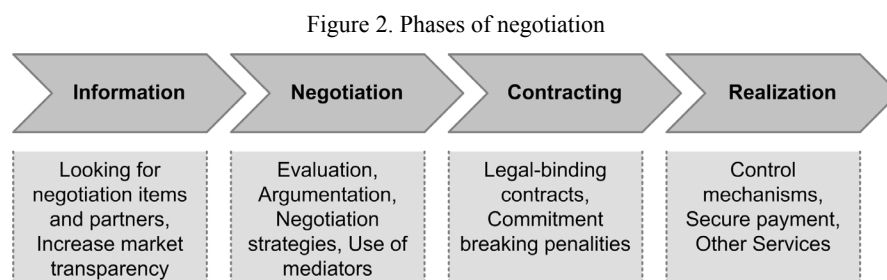 Figure 2. Phases of negotiation
Information
Negotiation
Contracting
Realization
Looking for
negotiation items
and partners,
Increase market
transparency
Evaluation,
Argumentation,
Negotiation
strategies, Use of
mediators
Legal-binding
contracts,
Commitment
breaking penalities
Control
mechanisms,
Secure payment,
Other Services